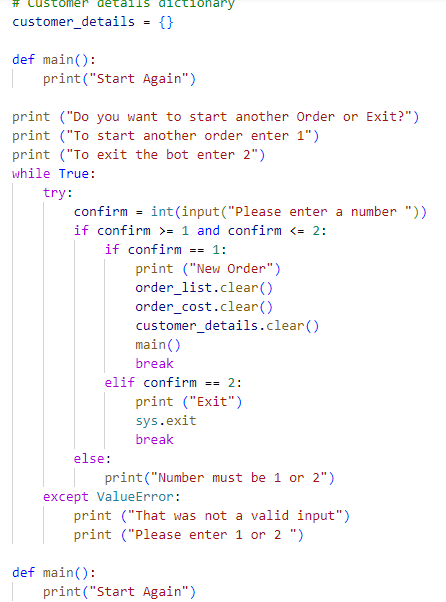 # Customer details dictionary
customer_details = {}
def main():
print("Start Again")
print ("Do you want to start another Order or Exit?")
print ("To start another order enter 1")
print ("To exit the bot enter 2")
while True:
try:
confirm = int(input("Please enter a number "))
if confirm >= 1 and confirm <= 2:
if confirm == 1:
print ("New Order")
order_list.clear()
order_cost.clear()
customer_details.clear()
main()
break
elif confirm == 2:
print ("Exit")
sys.exit
break
else:
print("Number must be 1 or 2")
except ValueError:
print ("That was not a valid input")
print ("Please enter 1 or 2 ")
def main():
print("Start Again")